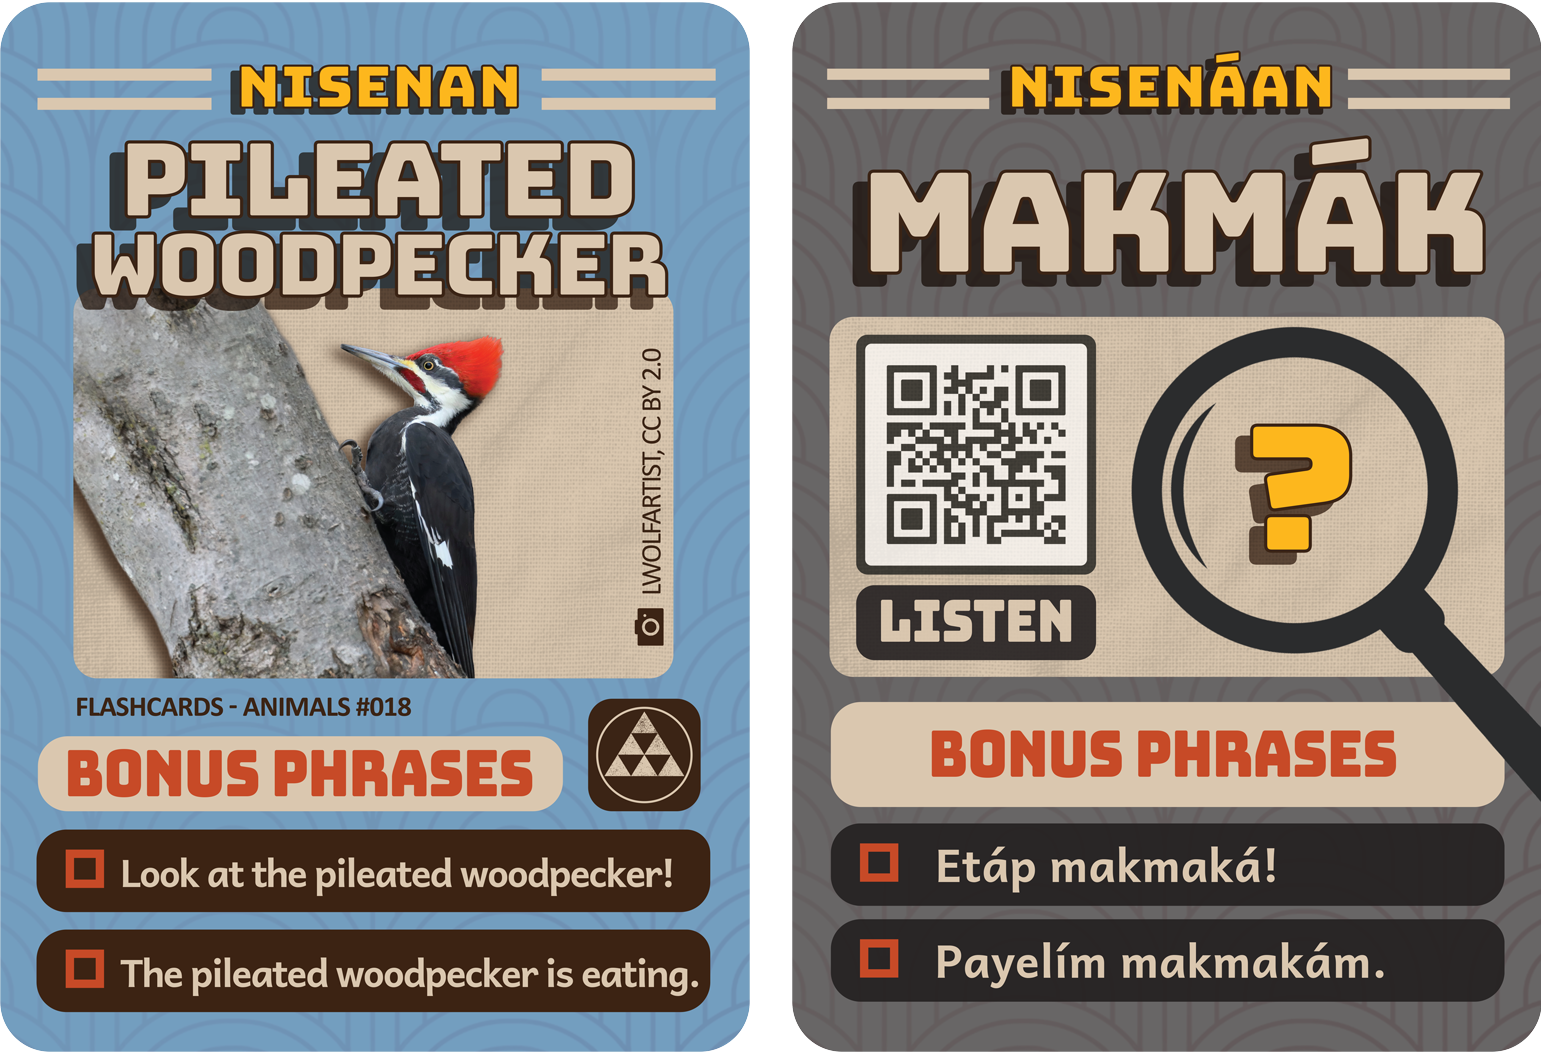 NISENAN
PILEATED
WOODPECKER
LWOLFARTIST, CC BY 2.0
FLASHCARDS - ANIMALS #018
BONUS PHRASES
Look at the pileated woodpecker!
The pileated woodpecker is eating.
NISENÁAN
MAKMÁK
?
LISTEN
BONUS PHRASES
Etáp makmaká!
Payelím makmakám.